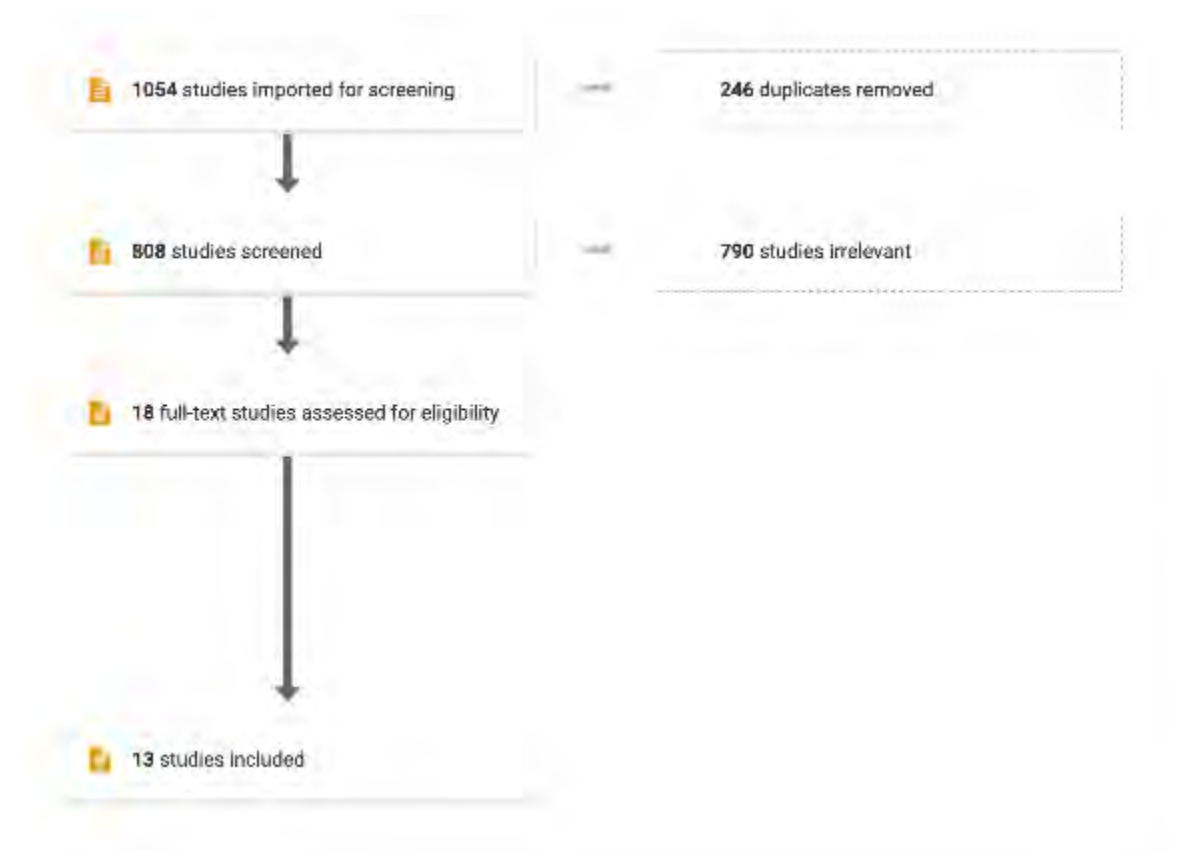 1054 studies imported for screening
246 duplicates removed
808 studies screened
790 studies irrelevant
18 full-text studies assessed for eligibility
13 studies included